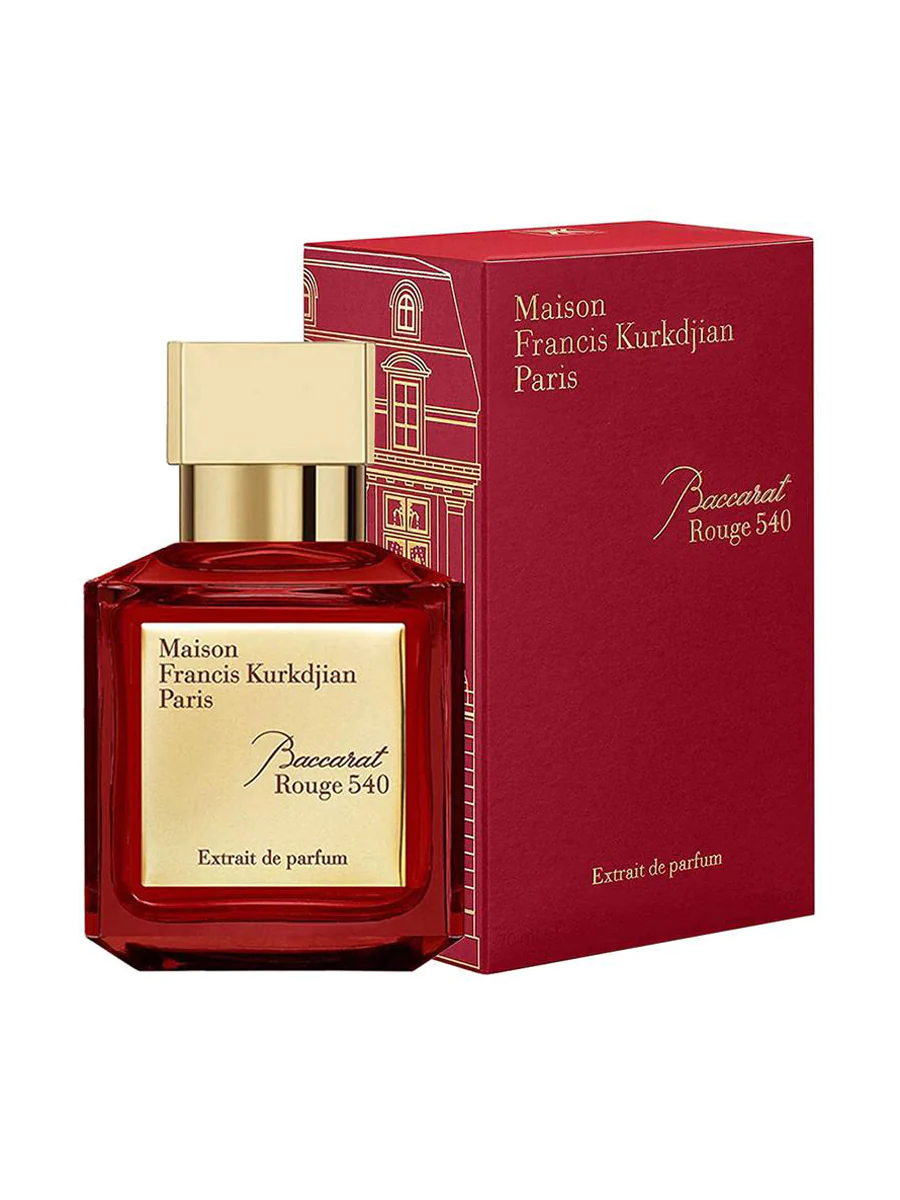 Maison
Francis Kurkdjian
Paris
Baccarat
Rouge 540
Extrait de parfum
Maison
Francis Kurkdjian
Paris
Baccarat
Rouge 540
Extrait de parfum